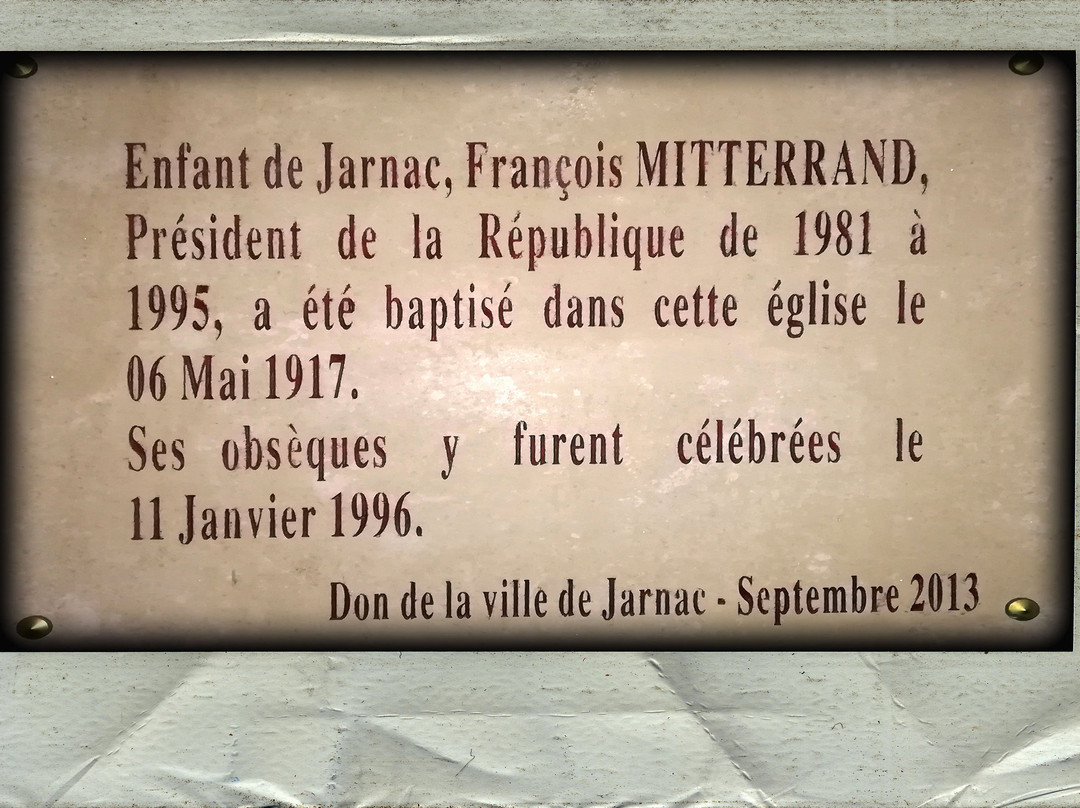 Enfant de Jarnac, François MITTERRAND,
Président de la République de 1981 à
1995, a été baptisé dans cette église le
06 Mai 1917.
Ses obsèques y furent célébrées le
11 Janvier 1996.
Don de la ville de Jarnac - Septembre 2013